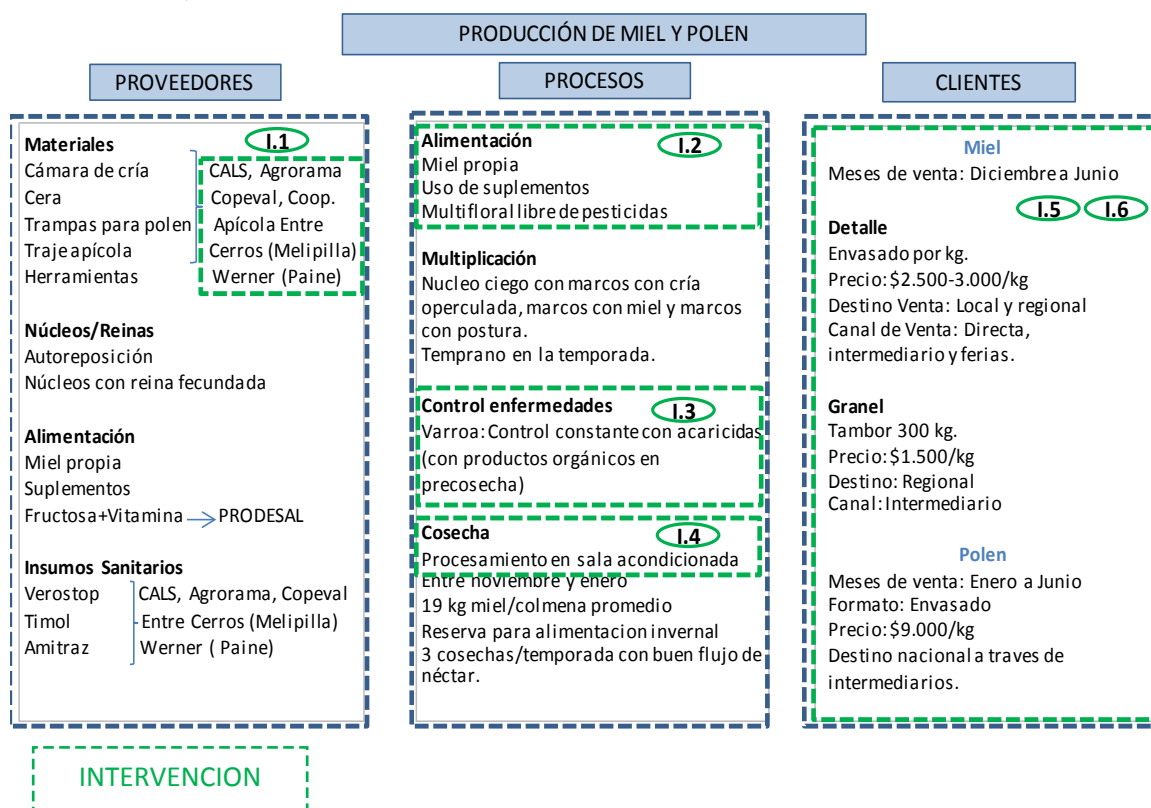 PRODUCCIÓN DE MIEL Y POLEN
PROVEEDORES
PROCESOS
CLIENTES
Materiales
I.1
Cámara de cría
CALS, Agrorama
Cera
Copeval, Coop.
Trampas para polen
Apícola Entre
Traje apícola
Cerros (Melipilla)
Herramientas
Werner (Paine)
Núcleos/Reinas
Autoreposición
Núcleos con reina fecundada
Alimentación
Miel propia
Suplementos
Fructosa+Vitamina
PRODESAL
Insumos Sanitarios
Verostop
CALS, Agrorama, Copeval
Timol
Entre Cerros (Melipilla)
Amitraz
Werner ( Paine)
Alimentación
I.2
Miel propia
Uso de suplementos
Multifloral libre de pesticidas
Multiplicación
Nucleo ciego con marcos con cría
operculada, marcos con miel y marcos
con postura.
Temprano en la temporada.
Control enfermedades
I.3
Varroa: Control constante con acaricidas
(con productos orgánicos en
precosecha)
Cosecha
I.4
Procesamiento en sala acondicionada
Entre noviembre y enero
19 kg miel/colmena promedio
Reserva para alimentacion invernal
3 cosechas/temporada con buen flujo de
néctar.
Miel
Meses de venta: Diciembre a Junio
I.5
I.6
Detalle
Envasado por kg.
Precio: $2.500-3.000/kg
Destino Venta: Local y regional
Canal de Venta: Directa,
intermediario y ferias.
Granel
Tambor 300 kg.
Precio: $1.500/kg
Destino: Regional
Canal: Intermediario
Polen
Meses de venta: Enero a Junio
Formato: Envasado
Precio: $9.000/kg
Destino nacional a traves de
intermediarios.
INTERVENCION